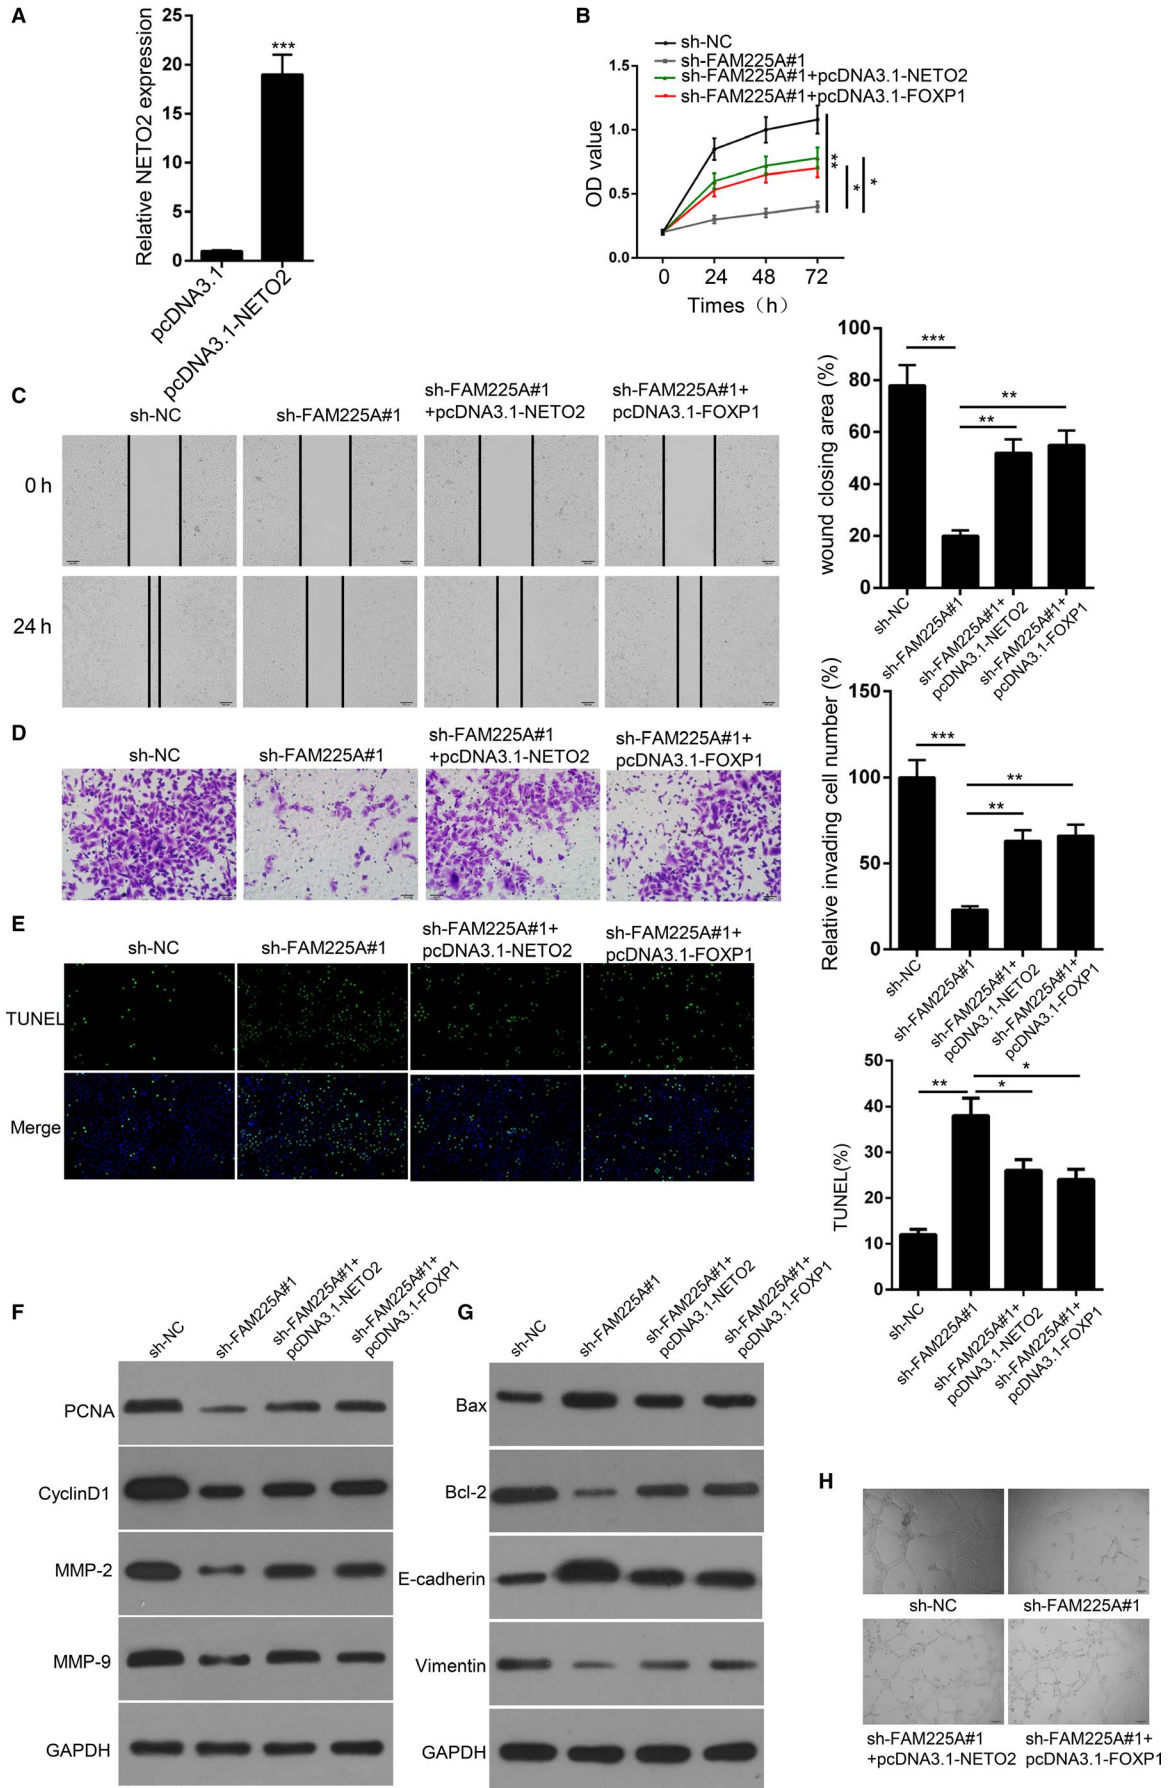 A
Relative NETO2 expression
25
20
15
10
5
0
***
pcDNA3.1
pcDNA3.1-NETO2
B
sh-NC
sh-FAM225A#1
sh-FAM225A#1+pcDNA3.1-NETO2
sh-FAM225A#1+pcDNA3.1-FOXP1
OD value
1.5
1.0
0.5
0.0
**
*
*
0 24 48 72
Times（h）
C
sh-NC
sh-FAM225A#1
sh-FAM225A#1
+pcDNA3.1-NETO2
sh-FAM225A#1+
pcDNA3.1-FOXP1
0 h
24 h
wound closing area (%)
100
80
60
40
20
0
***
**
**
sh-NC
sh-FAM225A#1
sh-FAM225A#1+
pcDNA3.1-NETO2
sh-FAM225A#1+
pcDNA3.1-FOXP1
D
sh-NC
sh-FAM225A#1
sh-FAM225A#1
+pcDNA3.1-NETO2
sh-FAM225A#1+
pcDNA3.1-FOXP1
Relative invading cell number (%)
150
100
50
0
***
**
**
sh-NC
sh-FAM225A#1
sh-FAM225A#1+
pcDNA3.1-NETO2
sh-FAM225A#1+
pcDNA3.1-FOXP1
E
sh-NC
sh-FAM225A#1
sh-FAM225A#1+
pcDNA3.1-NETO2
sh-FAM225A#1+
pcDNA3.1-FOXP1
TUNEL
Merge
TUNEL(%)
50
40
30
20
10
0
**
*
*
sh-NC
sh-FAM225A#1
sh-FAM225A#1+
pcDNA3.1-NETO2
sh-FAM225A#1+
pcDNA3.1-FOXP1
F
sh-NC
sh-FAM225A#1
sh-FAM225A#1+
pcDNA3.1-NETO2
sh-FAM225A#1+
pcDNA3.1-FOXP1
PCNA
CyclinD1
MMP-2
MMP-9
GAPDH
G
sh-NC
sh-FAM225A#1
sh-FAM225A#1+
pcDNA3.1-NETO2
sh-FAM225A#1+
pcDNA3.1-FOXP1
Bax
Bcl-2
E-cadherin
Vimentin
GAPDH
H
sh-NC
sh-FAM225A#1
sh-FAM225A#1
+pcDNA3.1-NETO2
sh-FAM225A#1+
pcDNA3.1-FOXP1